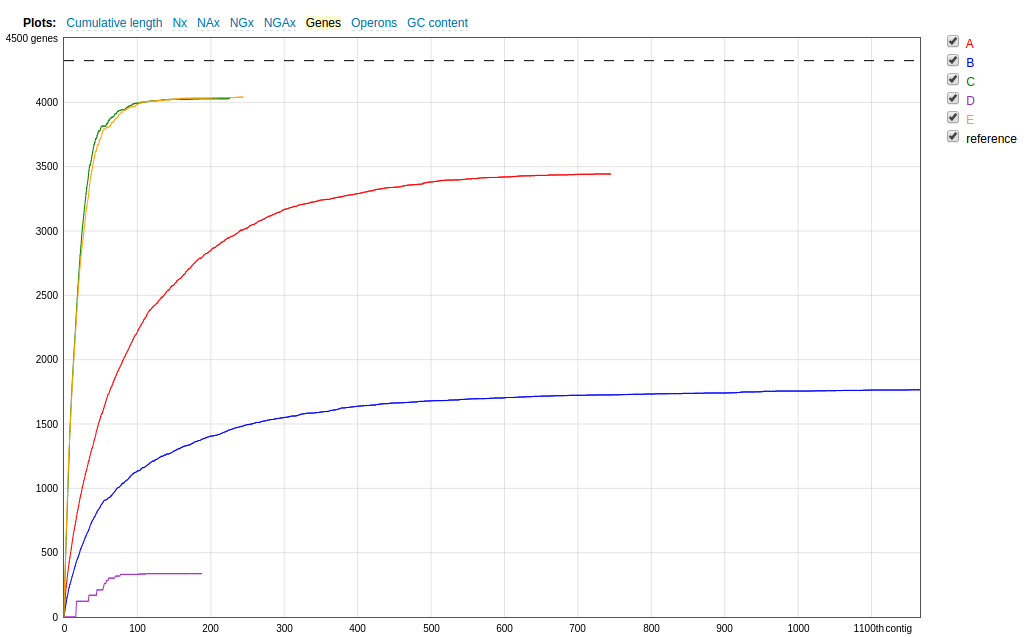 Plots: Cumulative length Nx NAx NGx NGAx Genes Operons GC content
4500 genes
4000
3500
3000
2500
2000
1500
1000
500
0
0 100 200 300 400 500 600 700 800 900 1000 1100th contig
A
B
C
D
E
reference